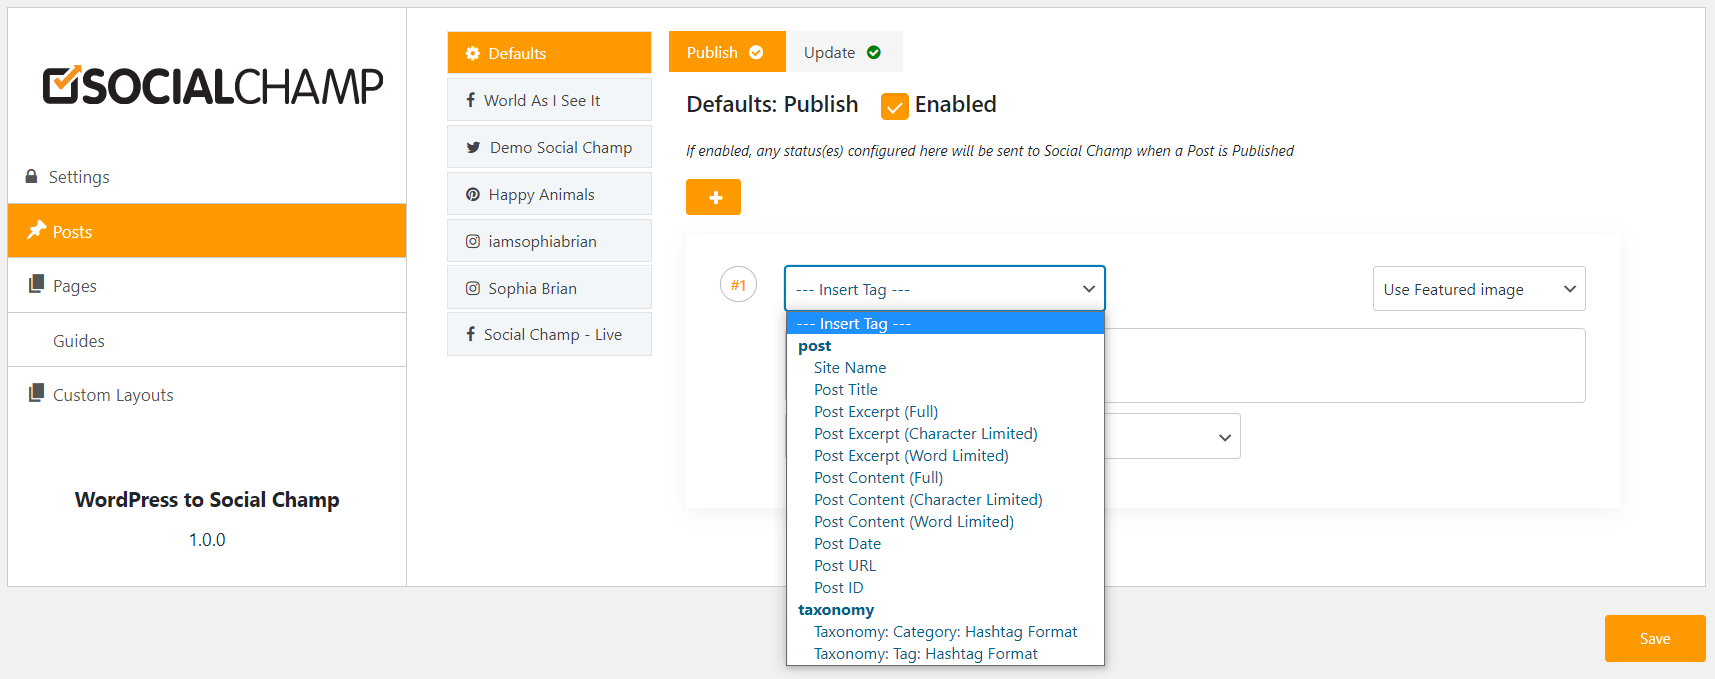 SOCIALCHAMP
Settings
Posts
Pages
Guides
Custom Layouts
WordPress to Social Champ
1.0.0
Defaults
World As I See It
Demo Social Champ
Happy Animals
iamsophiabrian
Sophia Brian
Social Champ - Live
Publish
Update
Defaults: Publish Enabled
If enabled, any status(es) configured here will be sent to Social Champ when a Post is Published
+
#1
--- Insert Tag ---
Use Featured image
--- Insert Tag ---
post
Site Name
Post Title
Post Excerpt (Full)
Post Excerpt (Character Limited)
Post Excerpt (Word Limited)
Post Content (Full)
Post Content (Character Limited)
Post Content (Word Limited)
Post Date
Post URL
Post ID
taxonomy
Taxonomy: Category: Hashtag Format
Taxonomy: Tag: Hashtag Format
Save